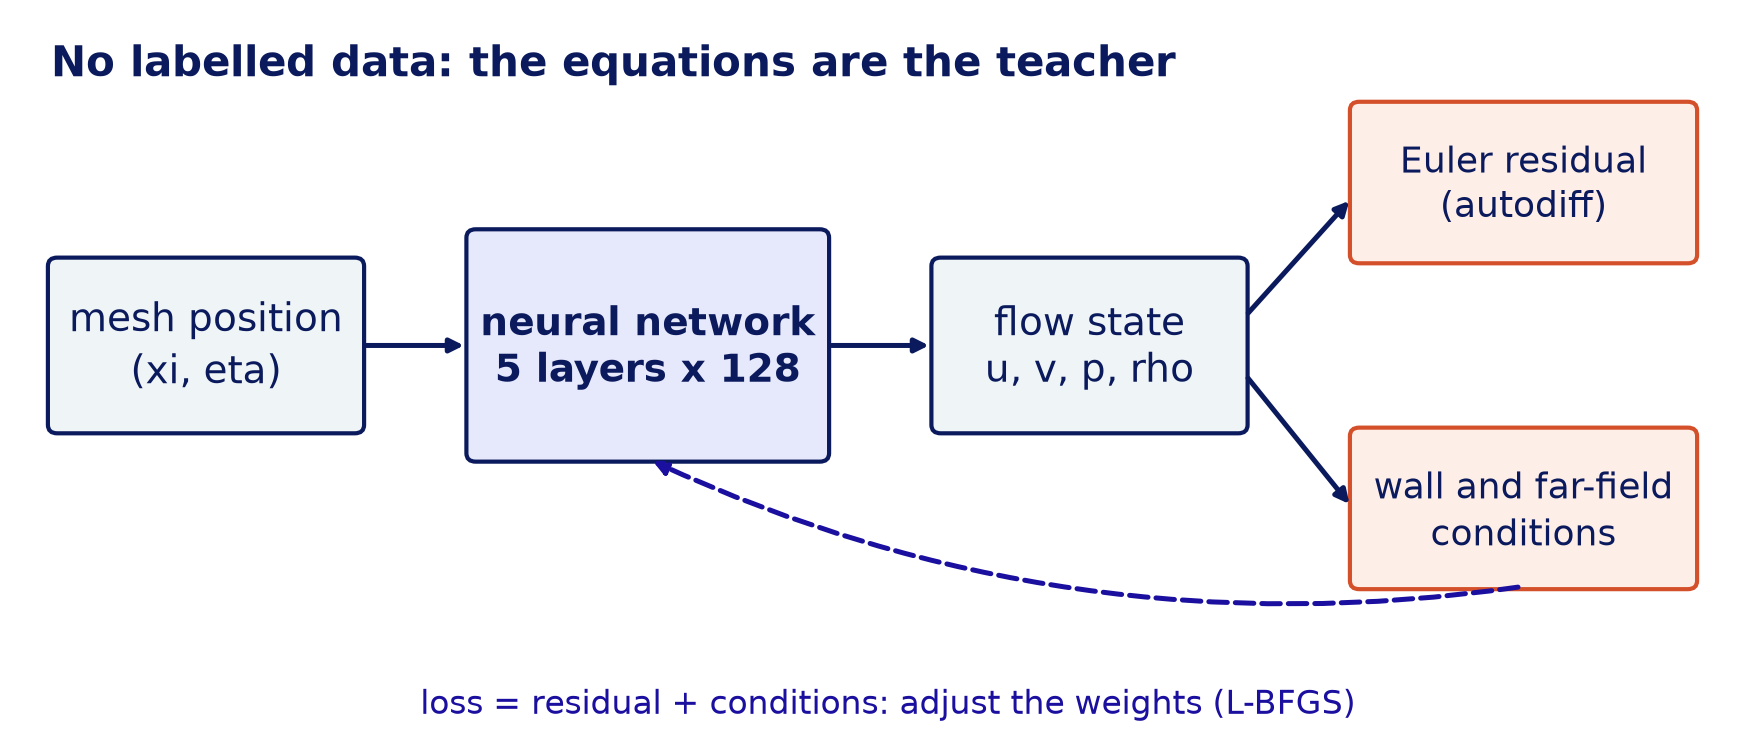 No labelled data: the equations are the teacher
mesh position
(xi, eta)
neural network
5 layers x 128
flow state
u, v, p, rho
Euler residual
(autodiff)
wall and far-field
conditions
loss = residual + conditions: adjust the weights (L-BFGS)